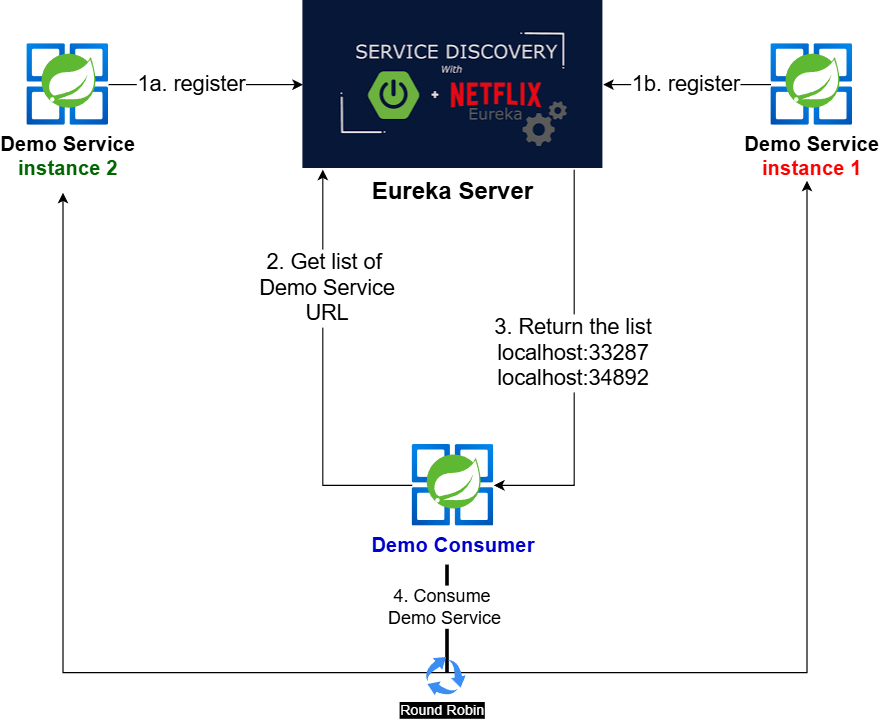 SERVICE DISCOVERY
With
+ NETFLIX
Eureka
1a. register
1b. register
Demo Service
instance 2
Demo Service
instance 1
Eureka Server
2. Get list of
Demo Service
URL
3. Return the list
localhost:33287
localhost:34892
Demo Consumer
4. Consume
Demo Service
Round Robin